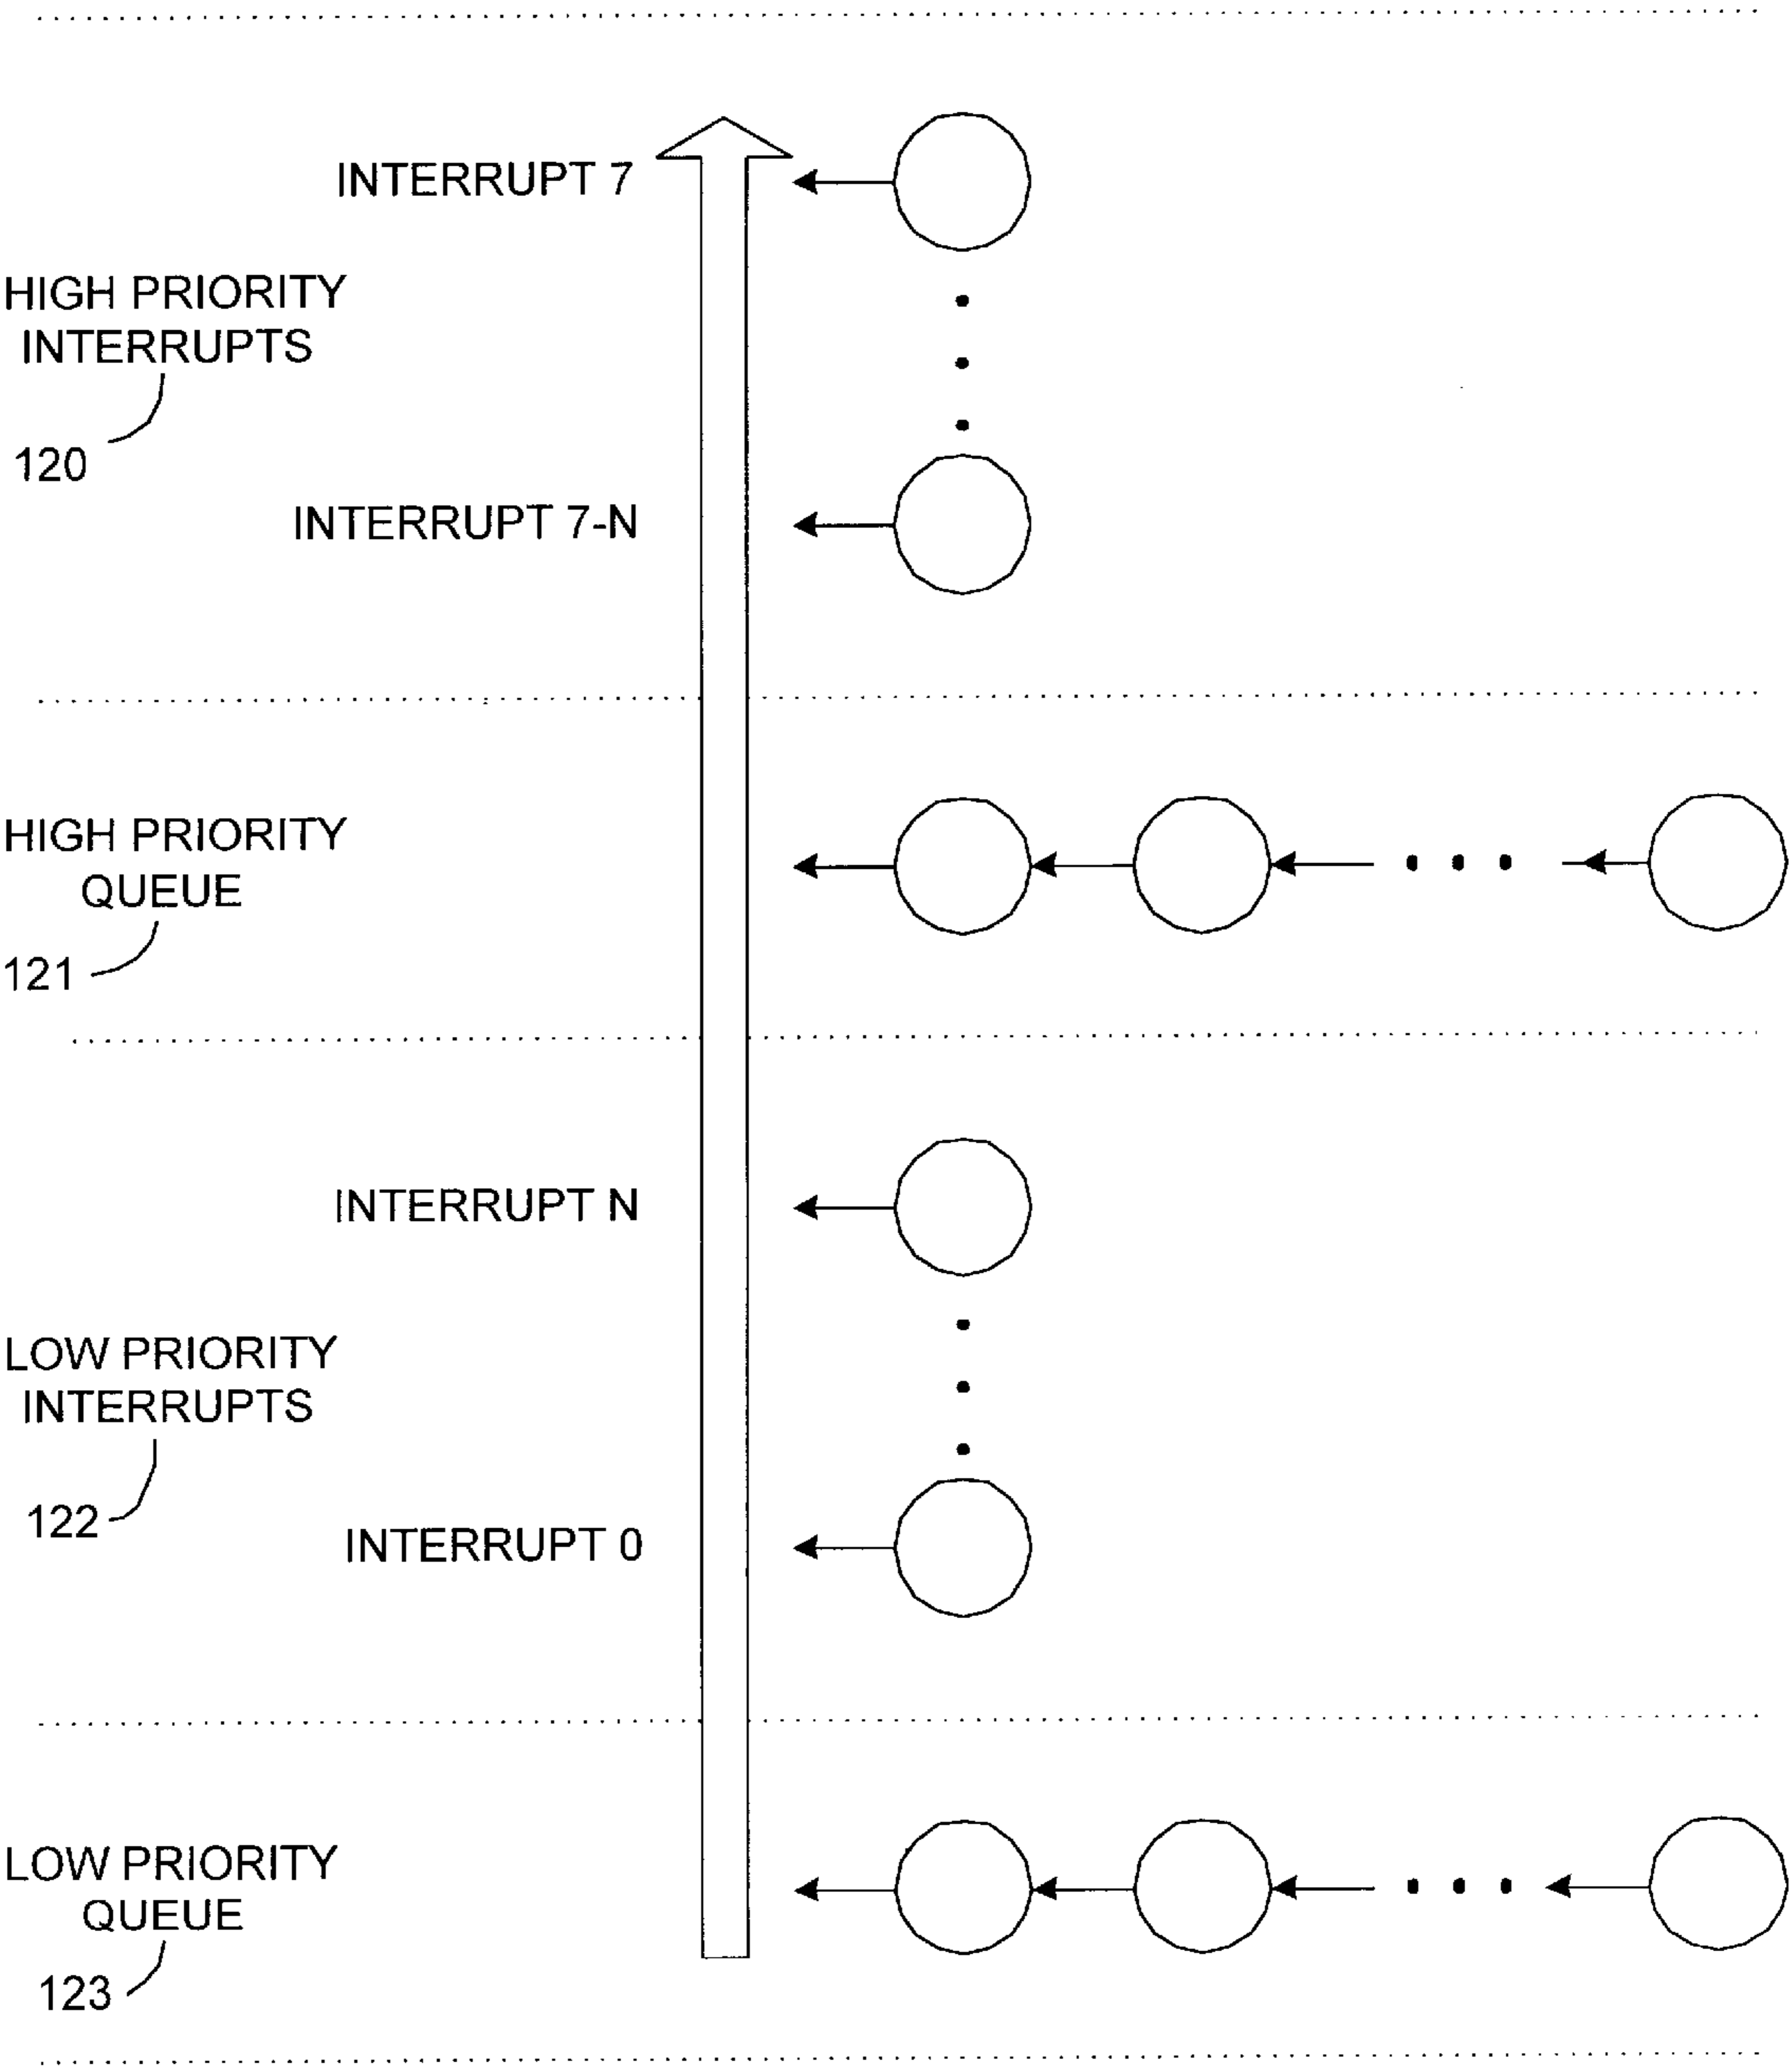 INTERRUPT 7
HIGH PRIORITY
INTERRUPTS
120
INTERRUPT 7-N
HIGH PRIORITY
QUEUE
121
INTERRUPT N
LOW PRIORITY
INTERRUPTS
122
INTERRUPT 0
LOW PRIORITY
QUEUE
123